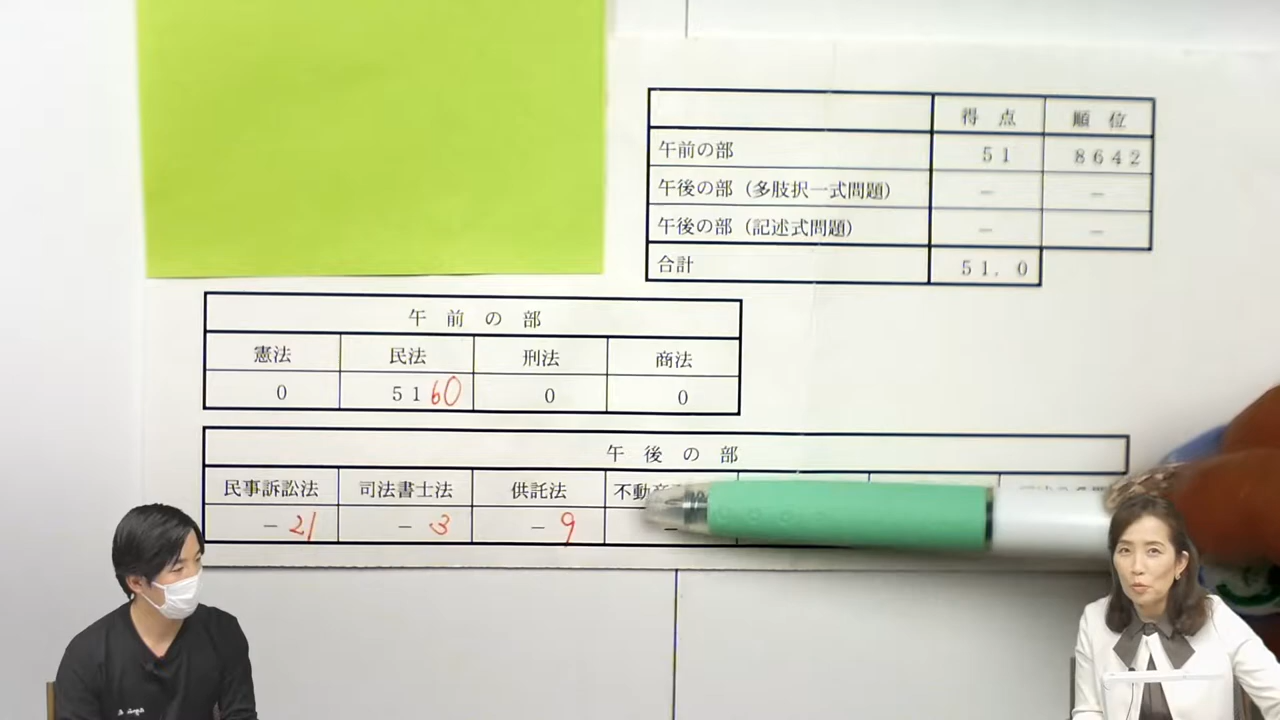 得 点 順 位
午前の部 51 8642
午後の部（多肢択一式問題） － －
午後の部（記述式問題） － －
合計 51.0
午 前 の 部
憲法 民法 刑法 商法
0 51 60 0 0
午 後 の 部
民事訴訟法 司法書士法 供託法 不動
－ 21 － 3 － 9 －